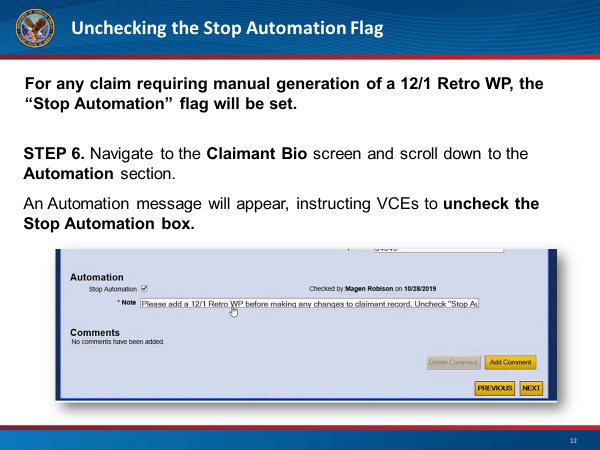 Unchecking the Stop Automation Flag
For any claim requiring manual generation of a 12/1 Retro WP, the
“Stop Automation” flag will be set.
STEP 6. Navigate to the Claimant Bio screen and scroll down to the
Automation section.
An Automation message will appear, instructing VCEs to uncheck the
Stop Automation box.
Automation
Stop Automation
Checked by:Magen Robison on 10/28/2019
* Note
Please add a 12/1 Retro WP before making any changes to claimant record. Uncheck "Stop Au
Comments
No comments have been added.
Delete Comment
Add Comment
PREVIOUS
NEXT
12